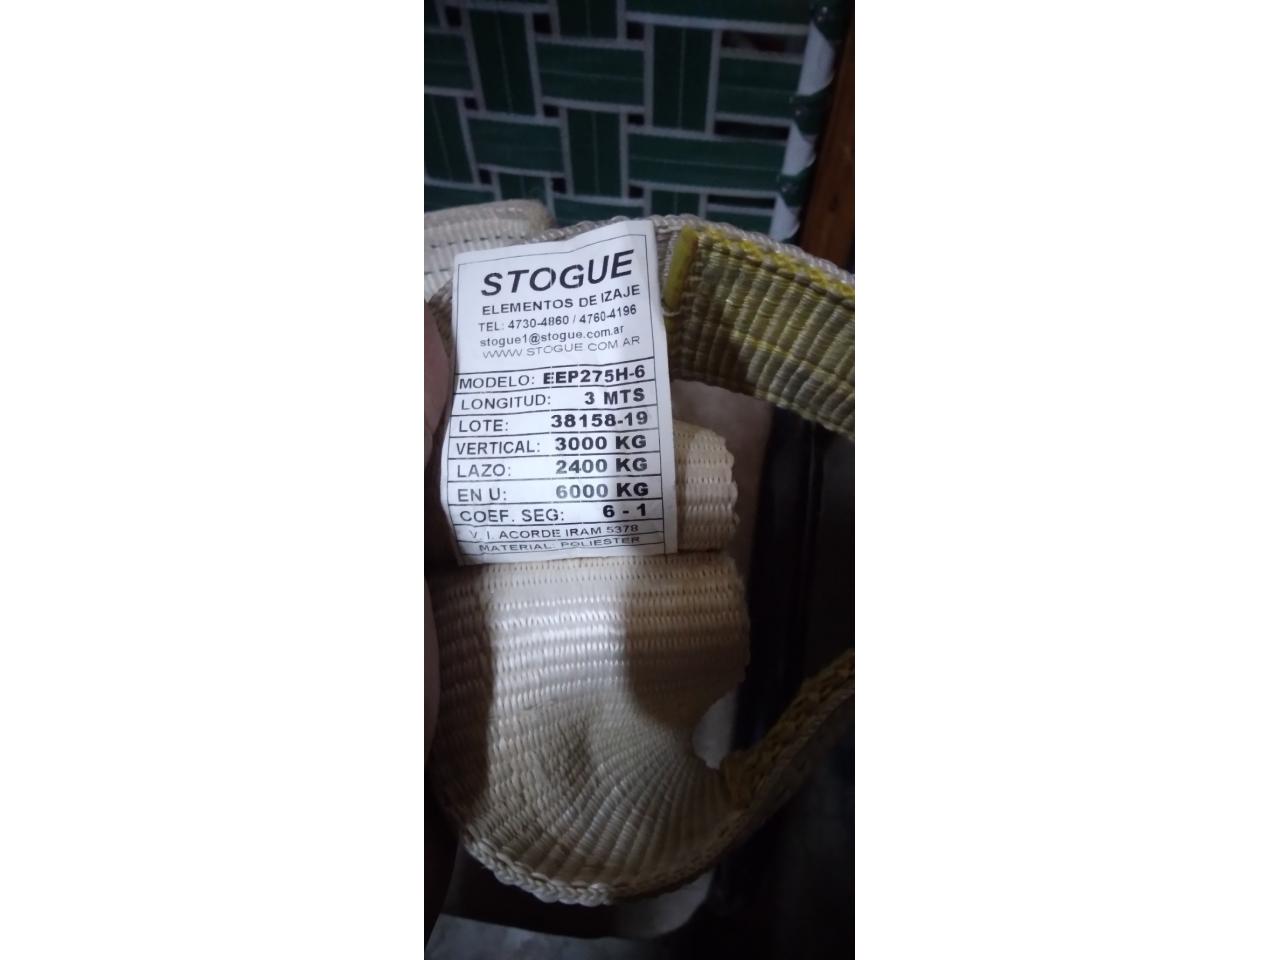 STOGUE
ELEMENTOS DE IZAJE
TEL: 4730-4860 / 4760-4196
stogue1@stogue.com.ar
WWW.STOGUE.COM.AR
MODELO: EEP275H-6
LONGITUD: 3 MTS
LOTE: 38158-19
VERTICAL: 3000 KG
LAZO: 2400 KG
EN U: 6000 KG
COEF. SEG: 6 - 1
V. I. ACORDE IRAM 5378
MATERIAL: POLIESTER